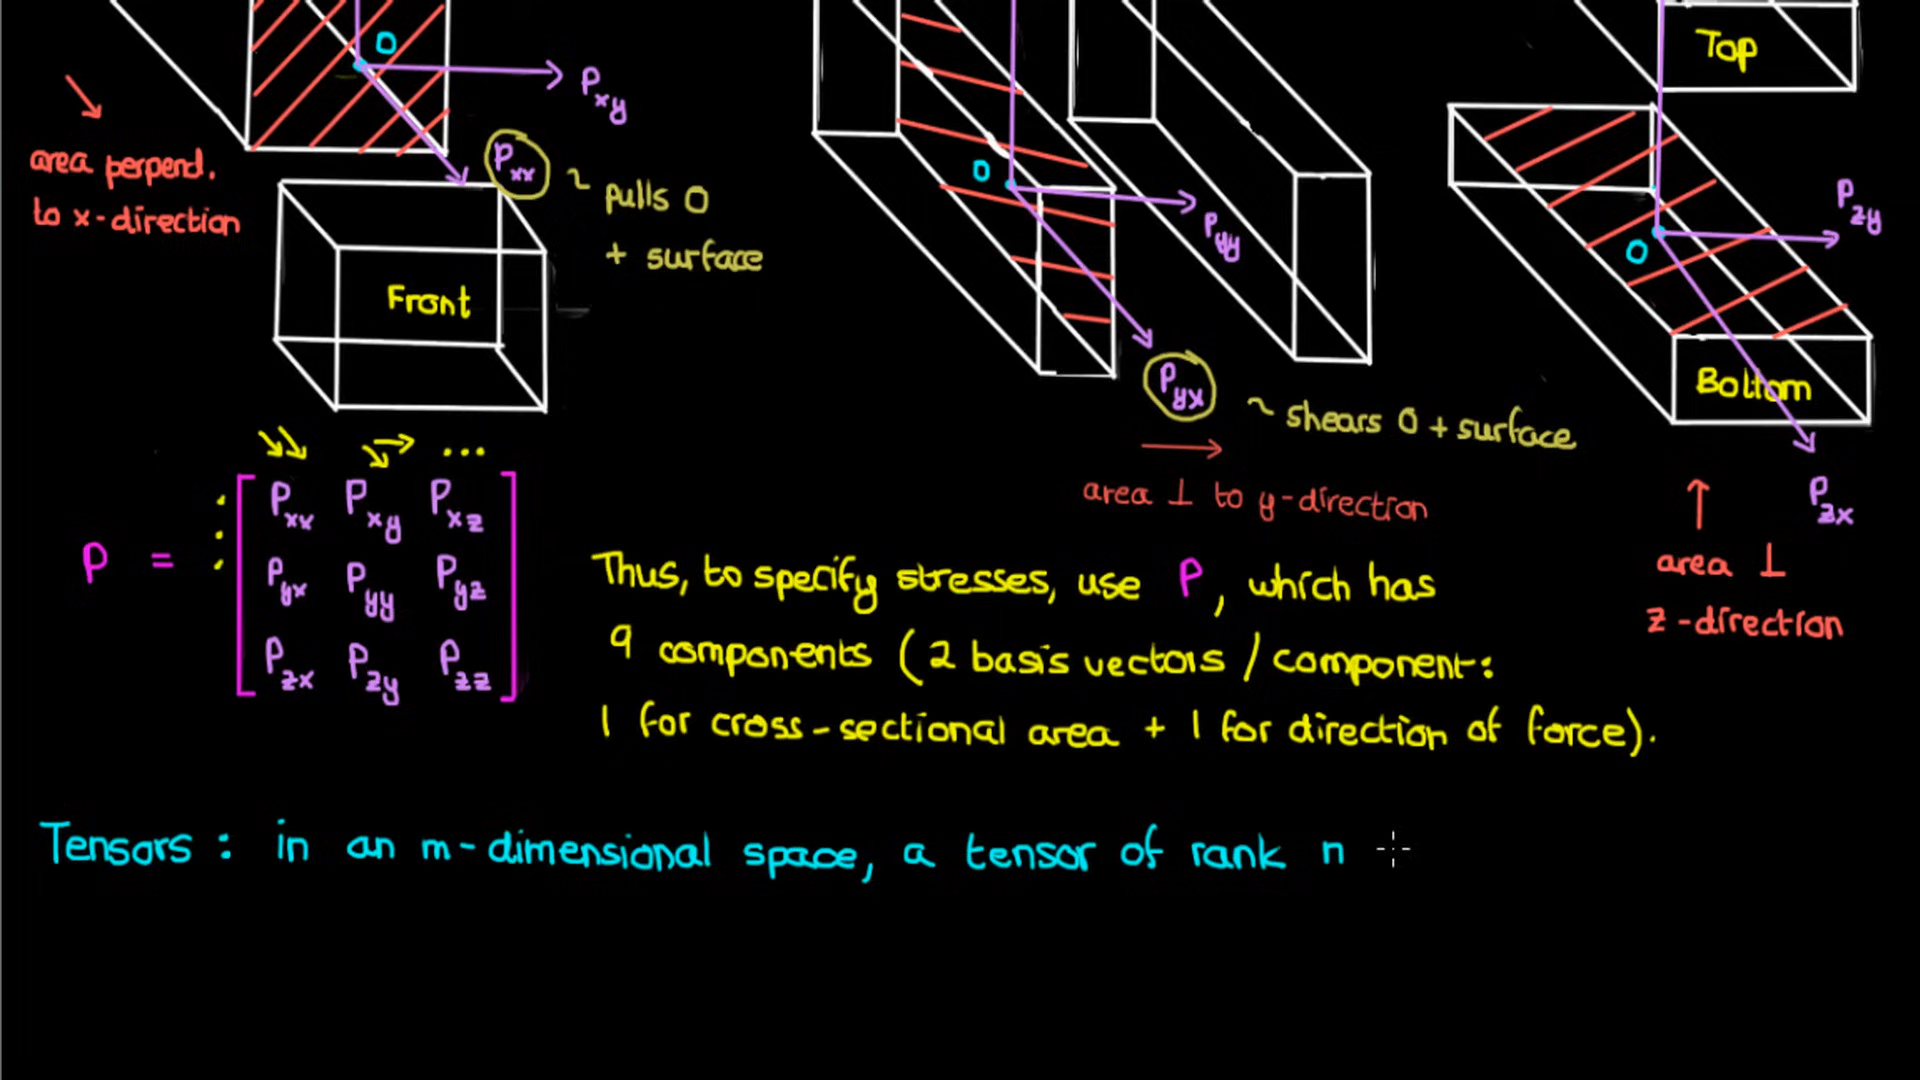 O
P_xy
area perpend.
to x-direction
P_xx ~ pulls O
+ surface
Front
O
P_yy
P_yx ~ shears O + surface
area ⊥ to y-direction
Top
P_zy
O
Bottom
P_zx
area ⊥
z-direction
...
P = : [ P_xx P_xy P_xz
P_yx P_yy P_yz
P_zx P_zy P_zz ]
Thus, to specify stresses, use P, which has
9 components (2 basis vectors / component:
1 for cross-sectional area + 1 for direction of force).
Tensors: in an m-dimensional space, a tensor of rank n